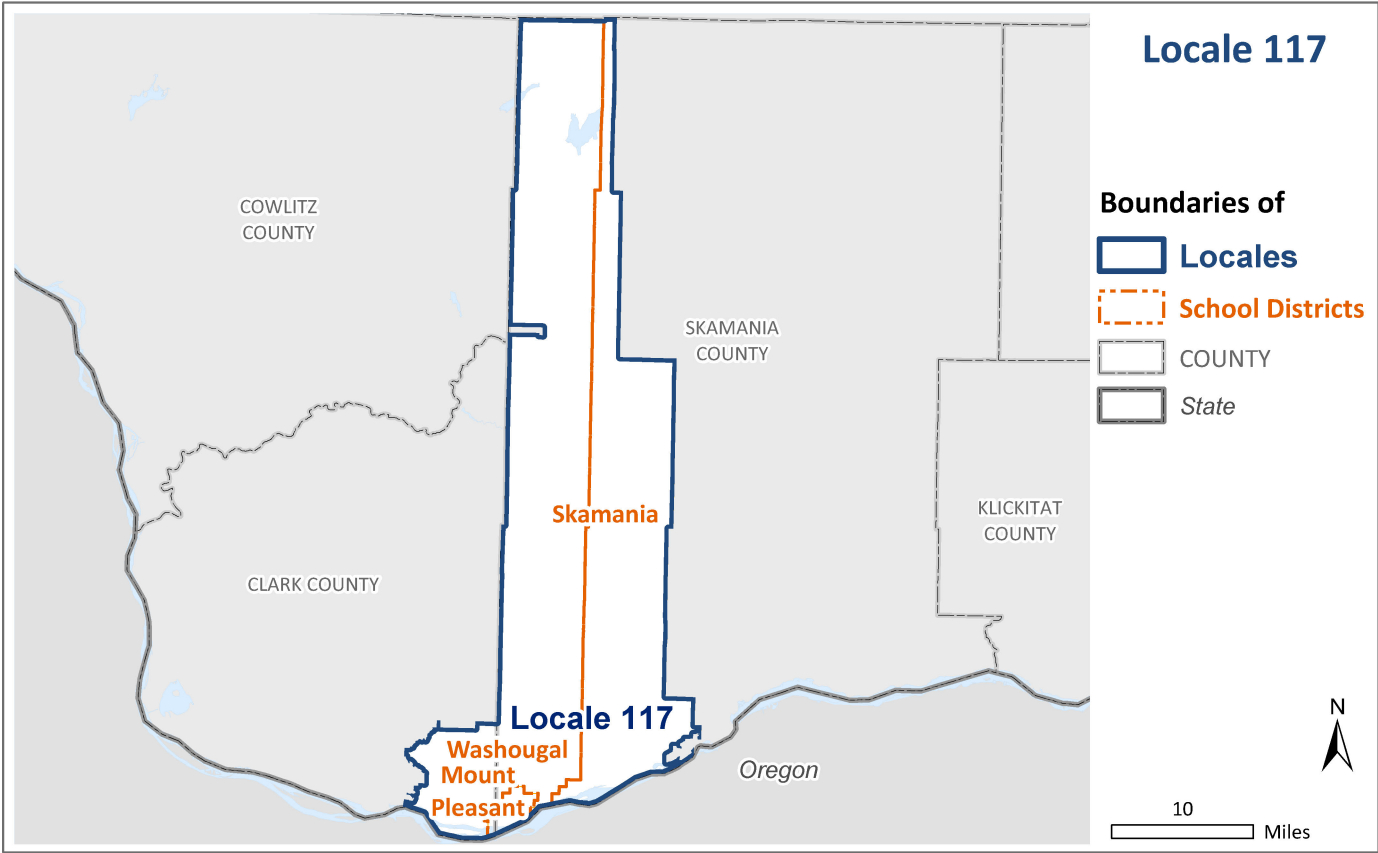 Locale 117
Boundaries of
Locales
School Districts
COUNTY
State
COWLITZ
COUNTY
SKAMANIA
COUNTY
KLICKITAT
COUNTY
CLARK COUNTY
Skamania
Locale 117
Washougal
Mount
Pleasant
Oregon
N
10
Miles